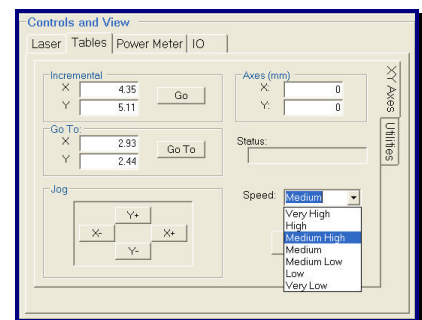 Controls and View
Laser Tables Power Meter IO
Incremental
X 4.35
Y 5.11
Go
Go To:
X 2.93
Y 2.44
Go To
Jog
Y+
X- X+
Y-
Axes (mm)
X: 0
Y: 0
Status:
Speed: Medium
Very High
High
Medium High
Medium
Medium Low
Low
Very Low
XY Axes
Utilities